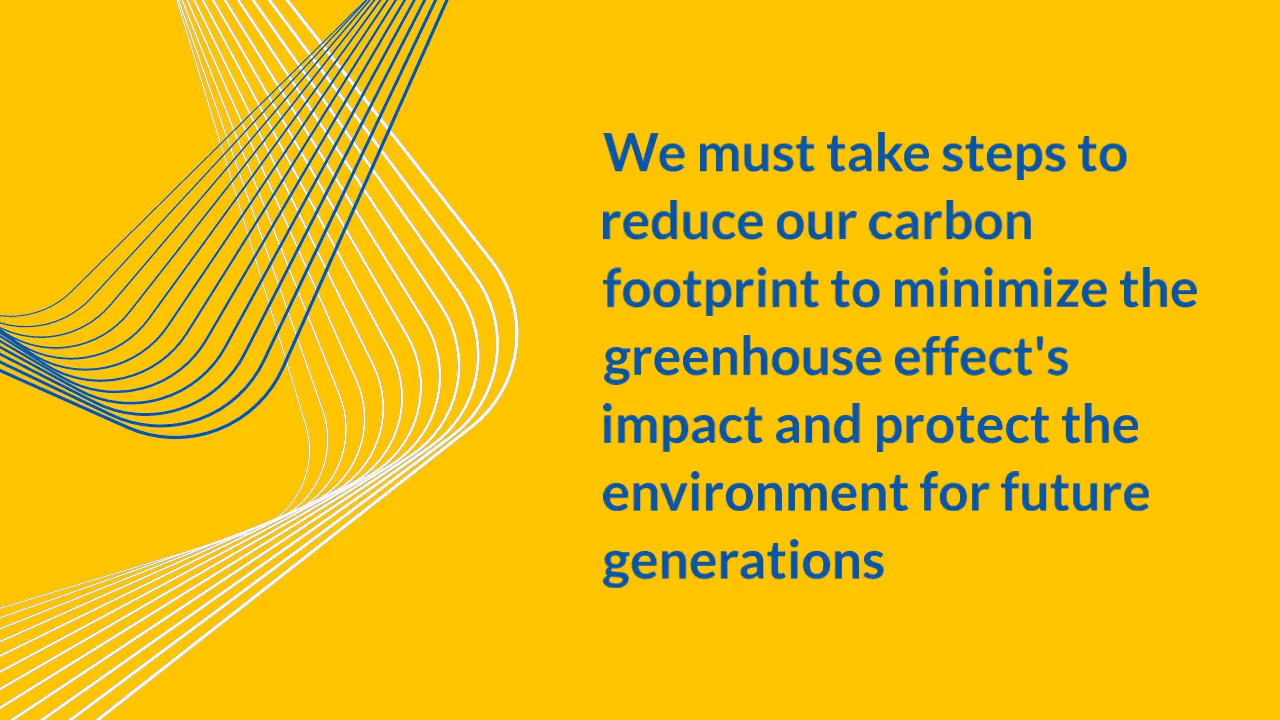 We must take steps to
reduce our carbon
footprint to minimize the
greenhouse effect's
impact and protect the
environment for future
generations